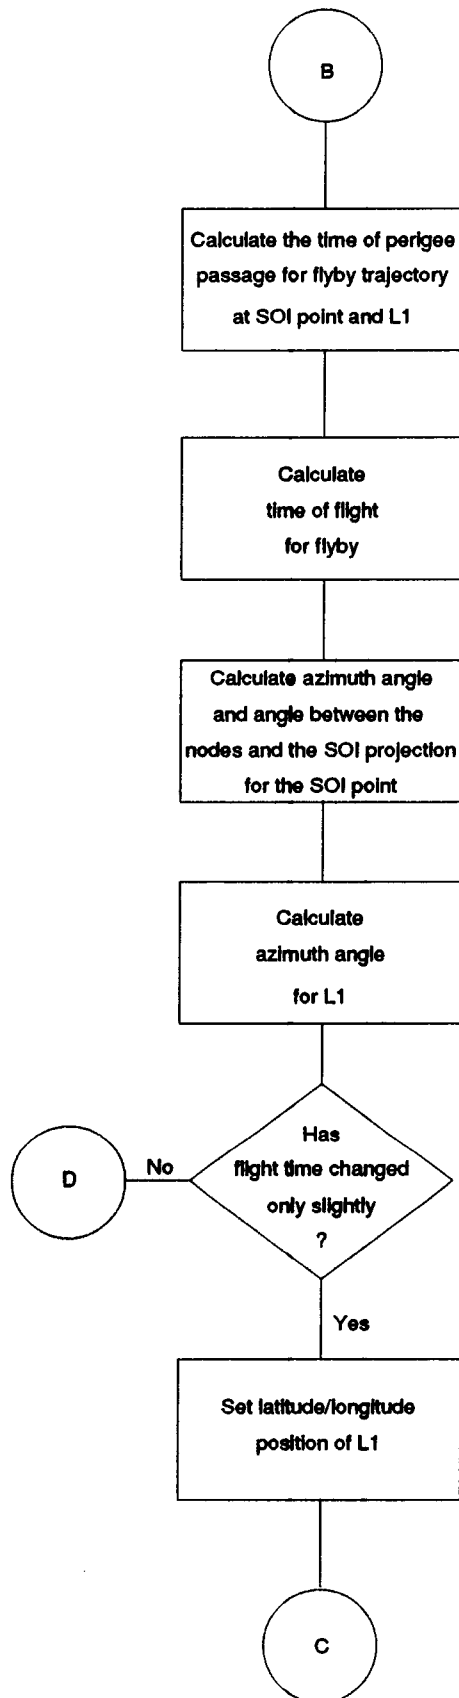 B
Calculate the time of perigee
passage for flyby trajectory
at SOI point and L1
Calculate
time of flight
for flyby
Calculate azimuth angle
and angle between the
nodes and the SOI projection
for the SOI point
Calculate
azimuth angle
for L1
Has
flight time changed
only slightly
?
No
D
Yes
Set latitude/longitude
position of L1
C